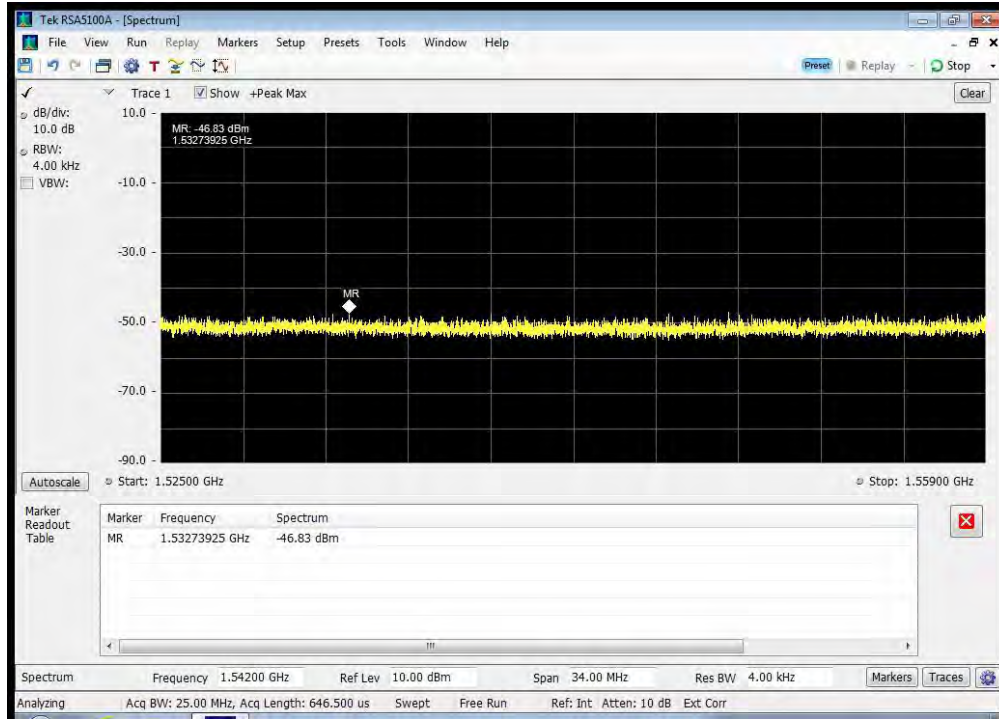 Tek RSA5100A - [Spectrum]
File View Run Replay Markers Setup Presets Tools Window Help
T
Preset Replay Stop
Trace 1 Show +Peak Max Clear
dB/div:
10.0 dB
RBW:
4.00 kHz
VBW:
10.0
-10.0
-30.0
-50.0
-70.0
-90.0
MR: -46.83 dBm
1.53273925 GHz
MR
Autoscale Start: 1.52500 GHz Stop: 1.55900 GHz
Marker
Readout
Table
Marker Frequency Spectrum
MR 1.53273925 GHz -46.83 dBm
Spectrum Frequency 1.54200 GHz Ref Lev 10.00 dBm Span 34.00 MHz Res BW 4.00 kHz Markers Traces
Analyzing Acq BW: 25.00 MHz, Acq Length: 646.500 us Swept Free Run Ref: Int Atten: 10 dB Ext Corr